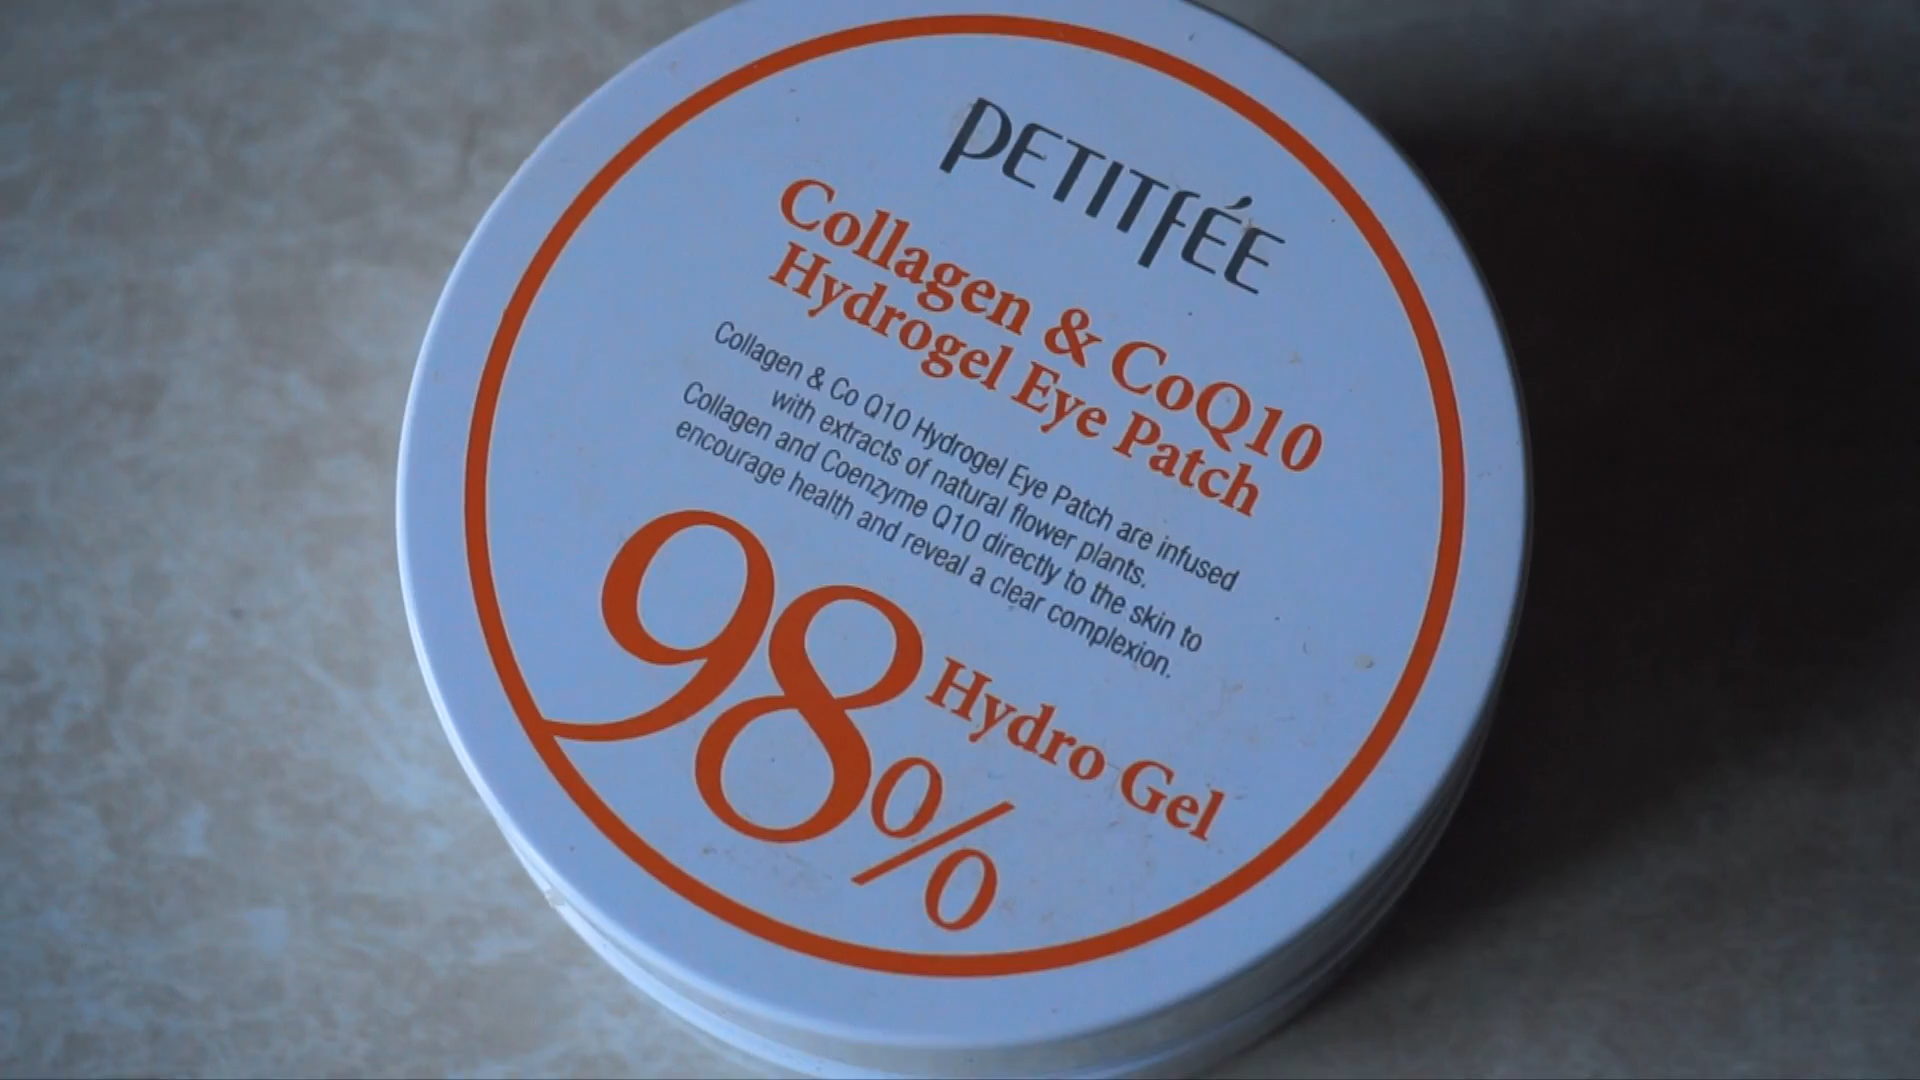 PETITFÉE
Collagen & CoQ10
Hydrogel Eye Patch
Collagen & Co Q10 Hydrogel Eye Patch are infused
with extracts of natural flower plants.
Collagen and Coenzyme Q10 directly to the skin to
encourage health and reveal a clear complexion.
98%
Hydro Gel